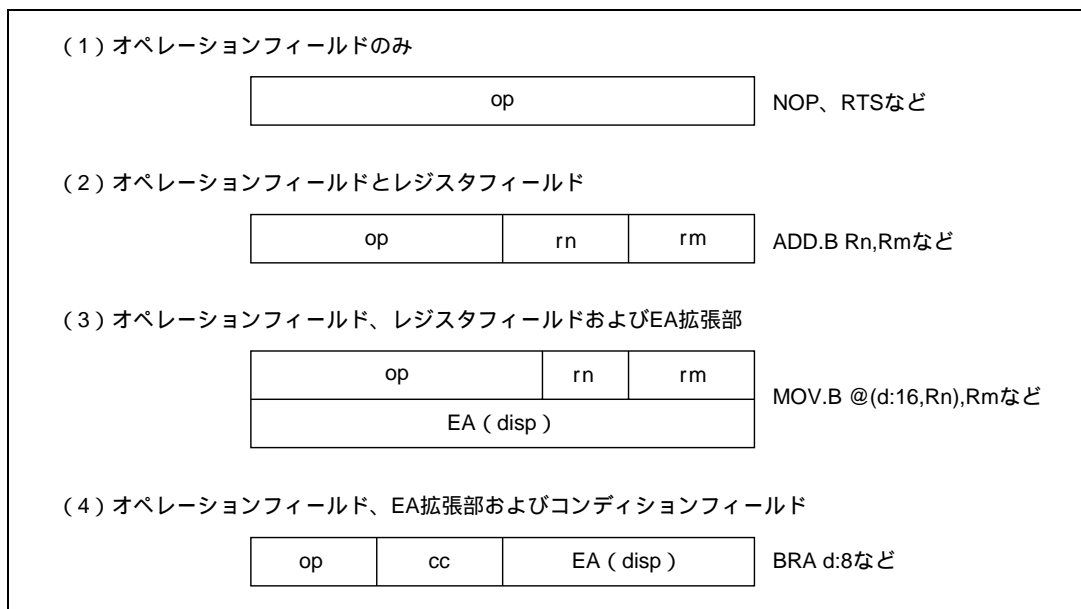 （1）オペレーションフィールドのみ
op
NOP、RTSなど
（2）オペレーションフィールドとレジスタフィールド
op rn rm
ADD.B Rn,Rmなど
（3）オペレーションフィールド、レジスタフィールドおよびEA拡張部
op rn rm
EA（disp）
MOV.B @(d:16,Rn),Rmなど
（4）オペレーションフィールド、EA拡張部およびコンディションフィールド
op cc EA（disp）
BRA d:8など